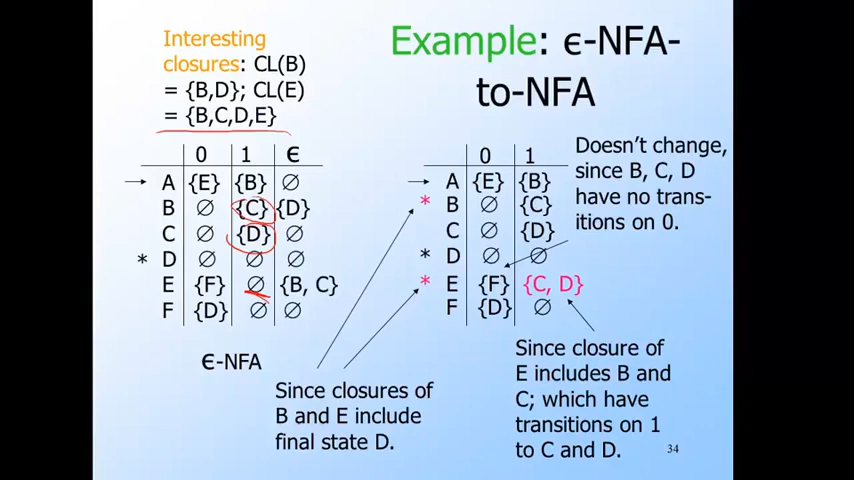 Interesting
closures: CL(B)
= {B,D}; CL(E)
= {B,C,D,E}
Example: ϵ-NFA-
to-NFA
0 1 ϵ
A {E} {B} ∅
B ∅ {C} {D}
C ∅ {D} ∅
* D ∅ ∅ ∅
E {F} ∅ {B, C}
F {D} ∅ ∅
ϵ-NFA
0 1
A {E} {B}
* B ∅ {C}
C ∅ {D}
* D ∅ ∅
* E {F} {C, D}
F {D} ∅
Doesn’t change,
since B, C, D
have no trans-
itions on 0.
Since closures of
B and E include
final state D.
Since closure of
E includes B and
C; which have
transitions on 1
to C and D.
34